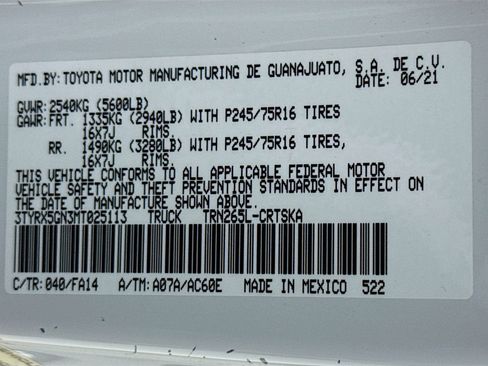 MFD.BY: TOYOTA MOTOR MANUFACTURING DE GUANAJUATO, S.A. DE C.V.
DATE: 06/21
GVWR: 2540KG (5600LB)
GAWR: FRT. 1335KG (2940LB) WITH P245/75R16 TIRES
16X7J RIMS.
RR. 1490KG (3280LB) WITH P245/75R16 TIRES,
16X7J RIMS.
THIS VEHICLE CONFORMS TO ALL APPLICABLE FEDERAL MOTOR
VEHICLE SAFETY AND THEFT PREVENTION STANDARDS IN EFFECT ON
THE DATE OF MANUFACTURE SHOWN ABOVE.
3TYRX5GN3MT025113 TRUCK TRN265L-CRTSKA
C/TR: 040/FA14 A/TM: A07A/AC60E MADE IN MEXICO 522